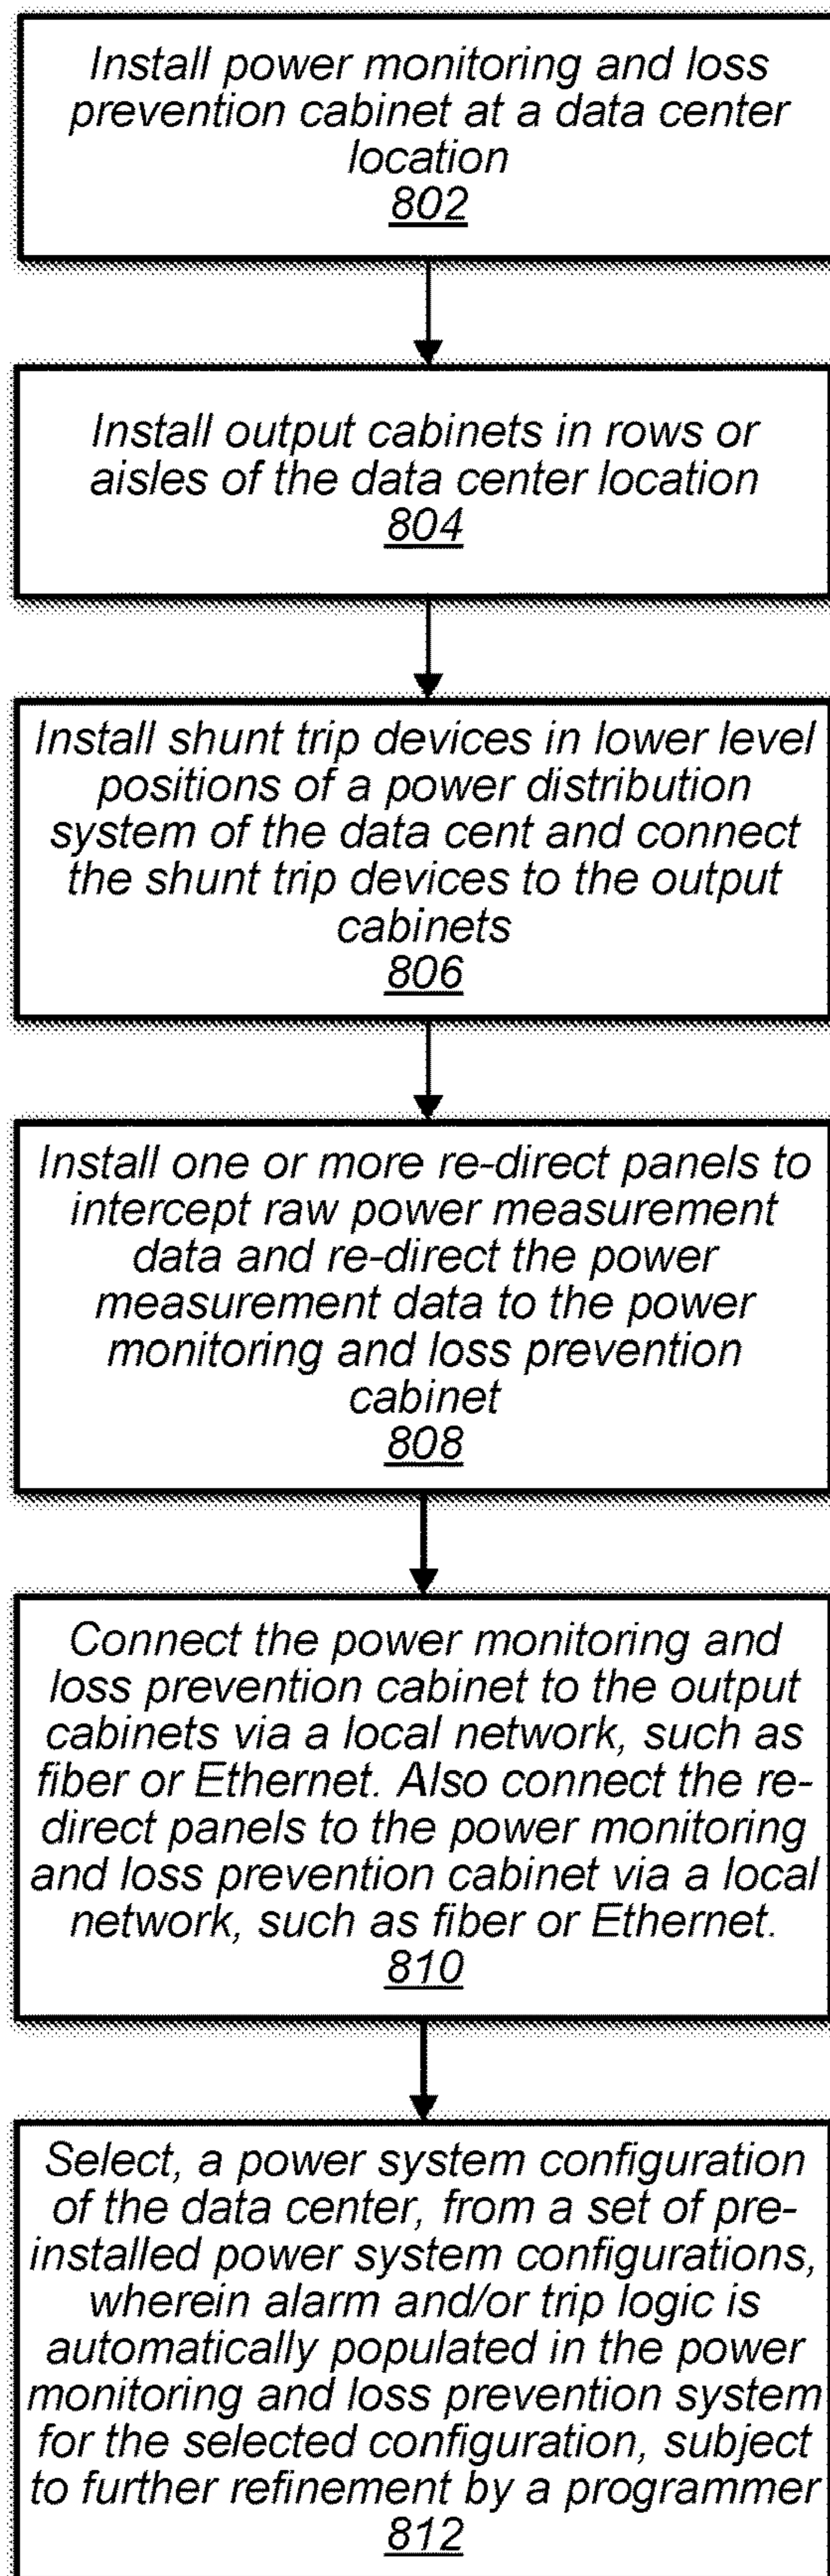 Install power monitoring and loss
prevention cabinet at a data center
location
802
Install output cabinets in rows or
aisles of the data center location
804
Install shunt trip devices in lower level
positions of a power distribution
system of the data cent and connect
the shunt trip devices to the output
cabinets
806
Install one or more re-direct panels to
intercept raw power measurement
data and re-direct the power
measurement data to the power
monitoring and loss prevention
cabinet
808
Connect the power monitoring and
loss prevention cabinet to the output
cabinets via a local network, such as
fiber or Ethernet. Also connect the re-
direct panels to the power monitoring
and loss prevention cabinet via a local
network, such as fiber or Ethernet.
810
Select, a power system configuration
of the data center, from a set of pre-
installed power system configurations,
wherein alarm and/or trip logic is
automatically populated in the power
monitoring and loss prevention system
for the selected configuration, subject
to further refinement by a programmer
812